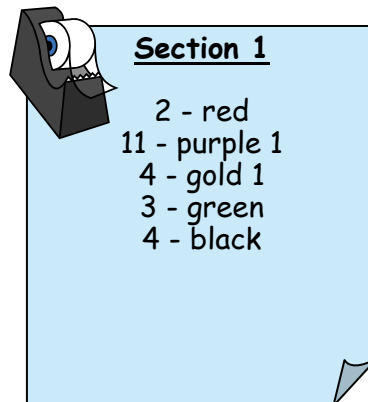 Section 1
2 - red
11 - purple 1
4 - gold 1
3 - green
4 - black